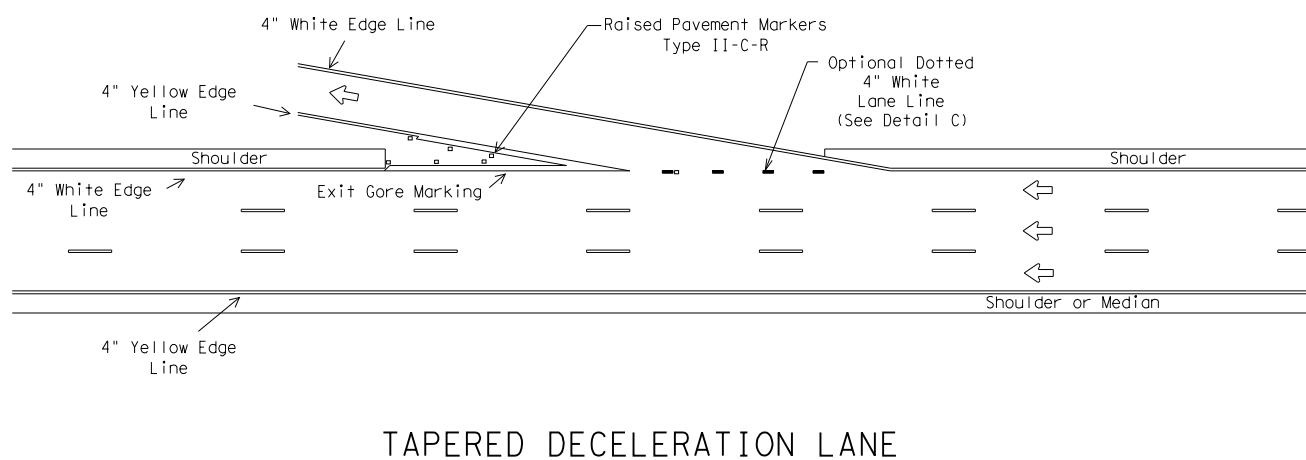 4" White Edge Line
Raised Pavement Markers
Type II-C-R
Optional Dotted
4" White
Lane Line
(See Detail C)
4" Yellow Edge
Line
Shoulder
Shoulder
4" White Edge
Line
Exit Gore Marking
Shoulder or Median
4" Yellow Edge
Line
TAPERED DECELERATION LANE